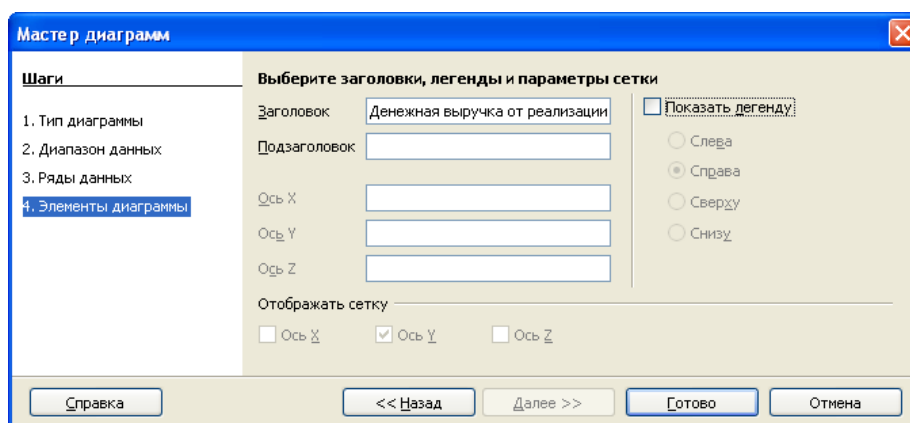 Мастер диаграмм
Шаги
1. Тип диаграммы
2. Диапазон данных
3. Ряды данных
4. Элементы диаграммы
Выберите заголовки, легенды и параметры сетки
Заголовок Денежная выручка от реализации
Подзаголовок
Ось X
Ось Y
Ось Z
Показать легенду
Слева
Справа
Сверху
Снизу
Отображать сетку
Ось X Ось Y Ось Z
Справка << Назад Далее >> Готово Отмена